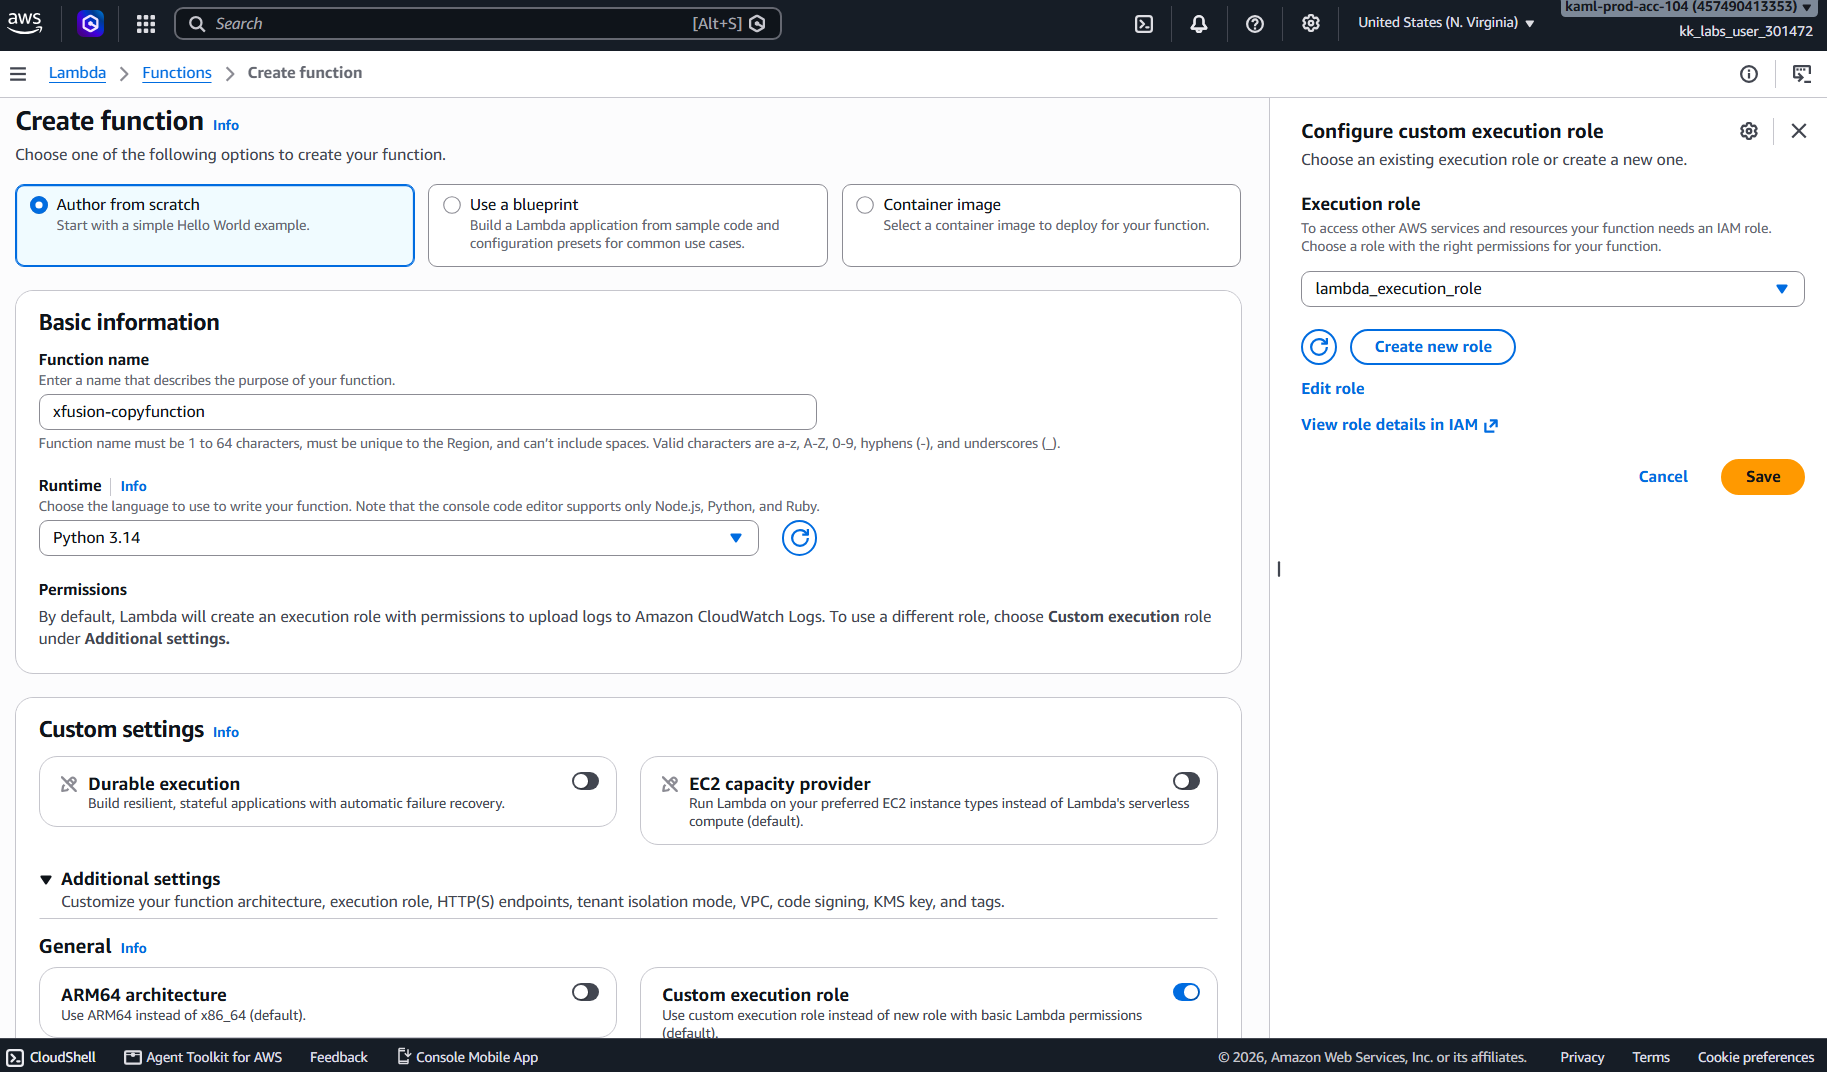 aws
Search
[Alt+S]
United States (N. Virginia)
kaml-prod-acc-104 (457490413353)
kk_labs_user_301472
Lambda
Functions
Create function
Create function Info
Choose one of the following options to create your function.
Author from scratch
Start with a simple Hello World example.
Use a blueprint
Build a Lambda application from sample code and
configuration presets for common use cases.
Container image
Select a container image to deploy for your function.
Basic information
Function name
Enter a name that describes the purpose of your function.
xfusion-copyfunction
Function name must be 1 to 64 characters, must be unique to the Region, and can't include spaces. Valid characters are a-z, A-Z, 0-9, hyphens (-), and underscores (_).
Runtime Info
Choose the language to use to write your function. Note that the console code editor supports only Node.js, Python, and Ruby.
Python 3.14
Permissions
By default, Lambda will create an execution role with permissions to upload logs to Amazon CloudWatch Logs. To use a different role, choose Custom execution role
under Additional settings.
Custom settings Info
Durable execution
Build resilient, stateful applications with automatic failure recovery.
EC2 capacity provider
Run Lambda on your preferred EC2 instance types instead of Lambda's serverless
compute (default).
Additional settings
Customize your function architecture, execution role, HTTP(S) endpoints, tenant isolation mode, VPC, code signing, KMS key, and tags.
General Info
ARM64 architecture
Use ARM64 instead of x86_64 (default).
Custom execution role
Use custom execution role instead of new role with basic Lambda permissions
(default).
Configure custom execution role
Choose an existing execution role or create a new one.
Execution role
To access other AWS services and resources your function needs an IAM role.
Choose a role with the right permissions for your function.
lambda_execution_role
Create new role
Edit role
View role details in IAM
Cancel
Save
CloudShell
Agent Toolkit for AWS
Feedback
Console Mobile App
© 2026, Amazon Web Services, Inc. or its affiliates.
Privacy
Terms
Cookie preferences